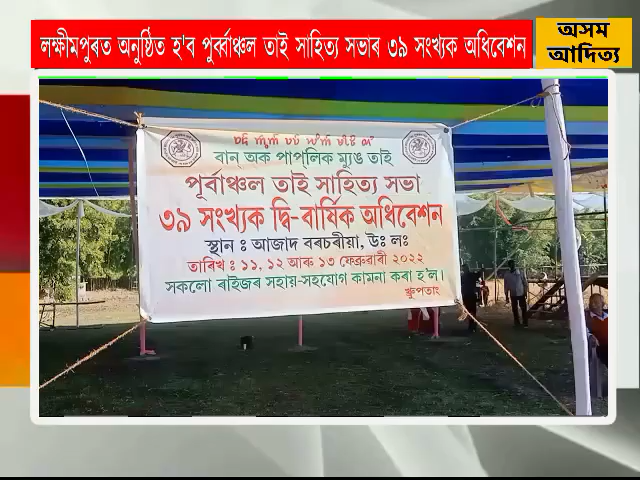 লক্ষীমপুৰত অনুষ্ঠিত হ'ব পুৰ্ব্বাঞ্চল তাই সাহিত্য সভাৰ ৩৯ সংখ্যক অধিবেশন
অসম
আদিত্য
বান্ অক পাপ্‌লিক ম্যুঙ তাই
পূৰ্বাঞ্চল তাই সাহিত্য সভা
৩৯ সংখ্যক দ্বি-বাৰ্ষিক অধিবেশন
স্থান : আজাদ বৰচৰীয়া, উঃ লঃ
তাৰিখ : ১১, ১২ আৰু ১৩ ফেব্ৰুৱাৰী ২০২২
সকলো ৰাইজৰ সহায়-সহযোগ কামনা কৰা হ'ল।
ক্ষুপতাং